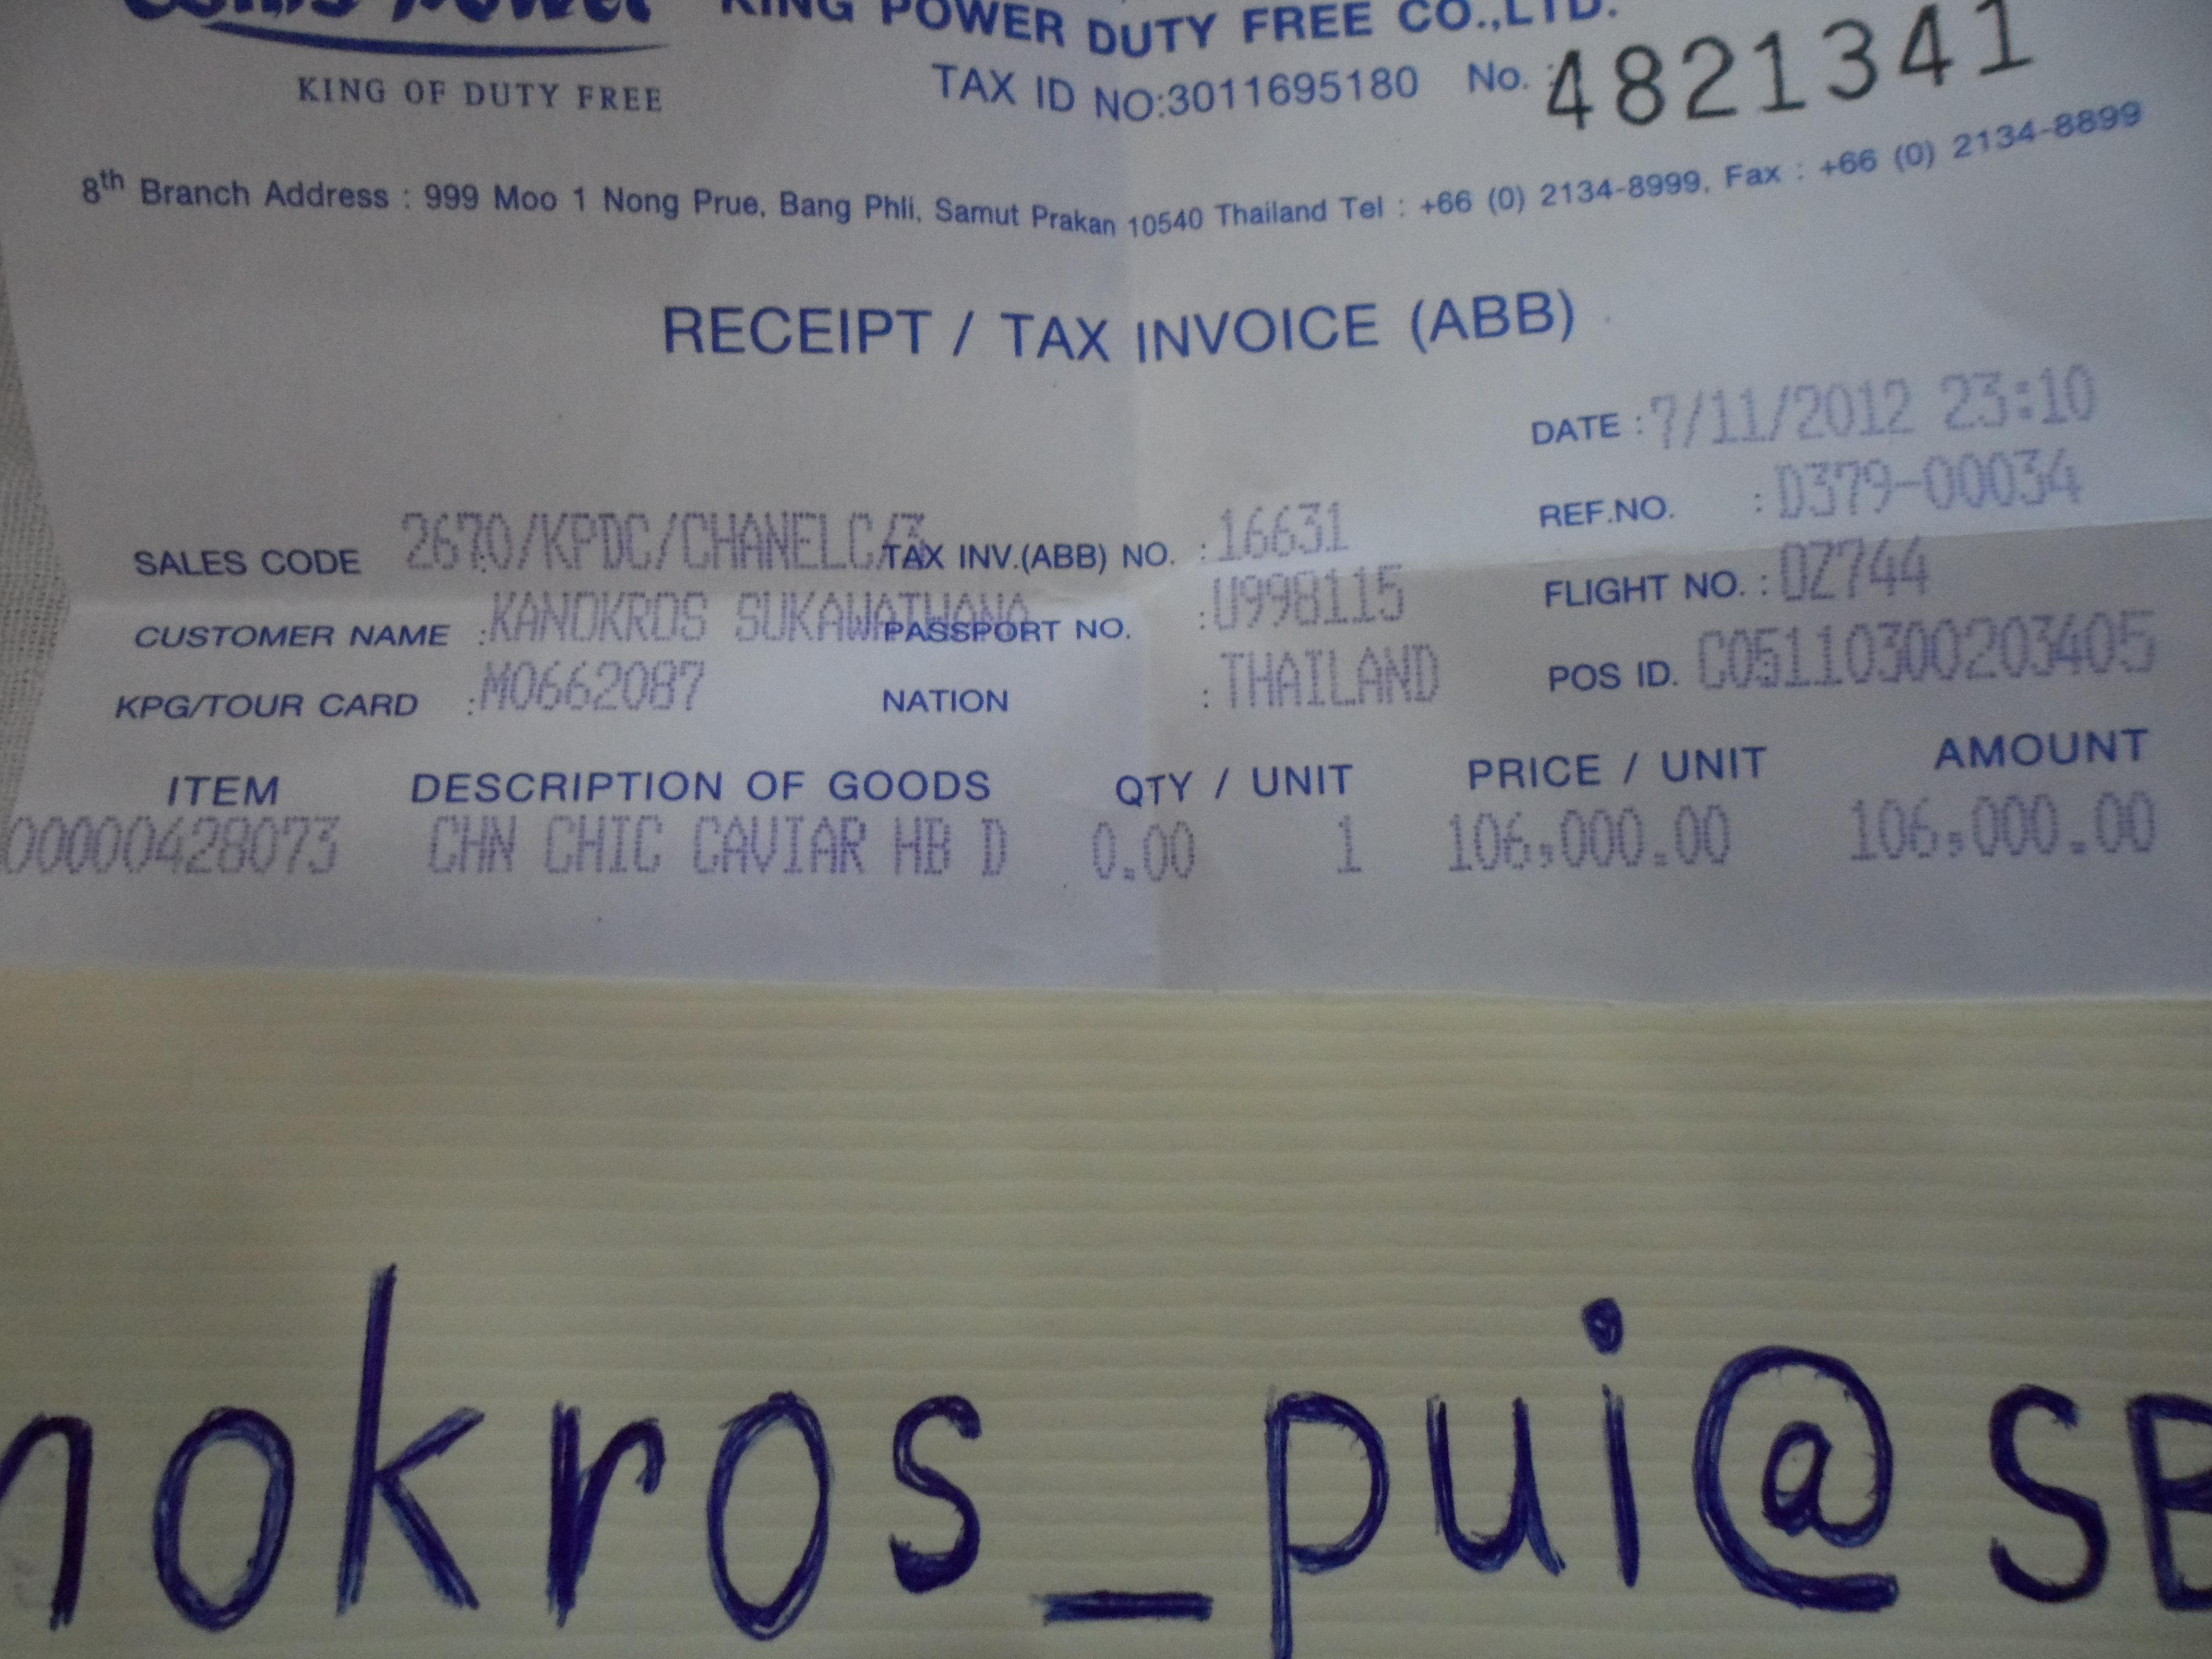 KING POWER DUTY FREE CO.,LTD.
KING OF DUTY FREE
TAX ID NO:3011695180 No. 4821341
8th Branch Address : 999 Moo 1 Nong Prue, Bang Phli, Samut Prakan 10540 Thailand Tel : +66 (0) 2134-8999, Fax : +66 (0) 2134-8899
RECEIPT / TAX INVOICE (ABB)
DATE : 7/11/2012 23:10
REF.NO. : D379-00034
SALES CODE : 2670/KPDC/CHANELC/3 TAX INV.(ABB) NO. : 16631
FLIGHT NO. : OZ744
CUSTOMER NAME : KANOKROS SUKAWATHANA PASSPORT NO. : U998115
POS ID. C05110300203405
KPG/TOUR CARD : M0662087 NATION : THAILAND
ITEM DESCRIPTION OF GOODS QTY / UNIT PRICE / UNIT AMOUNT
00000428073 CHN CHIC CAVIAR HB D 0.00 1 106,000.00 106,000.00
nokros_pui@SB